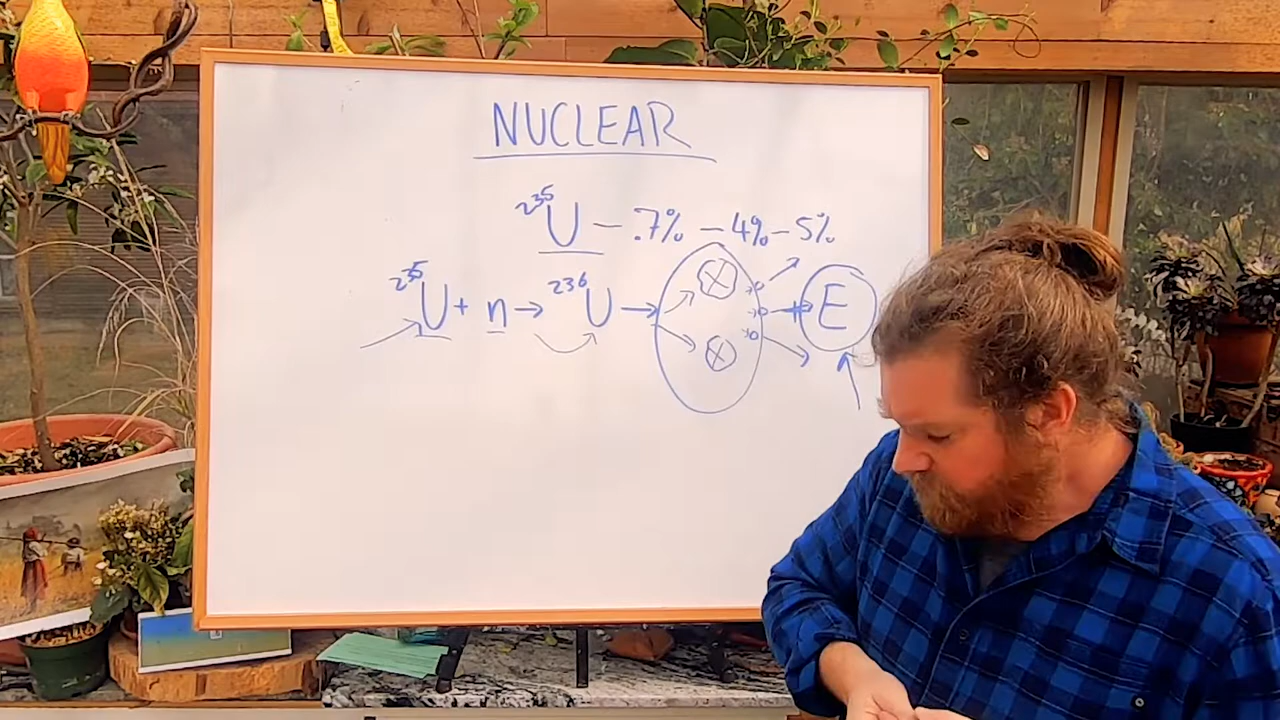 NUCLEAR
²³⁵U - .7% - 4% - 5%
²³⁵U + n → ²³⁶U → E